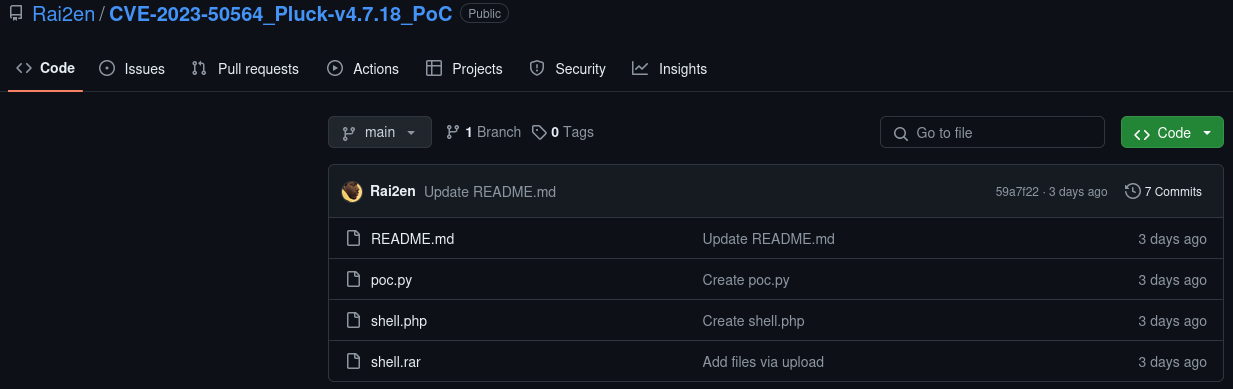 Rai2en / CVE-2023-50564_Pluck-v4.7.18_PoC Public
Code Issues Pull requests Actions Projects Security Insights
main 1 Branch 0 Tags Go to file Code
Rai2en Update README.md 59a7f22 · 3 days ago 7 Commits
README.md Update README.md 3 days ago
poc.py Create poc.py 3 days ago
shell.php Create shell.php 3 days ago
shell.rar Add files via upload 3 days ago